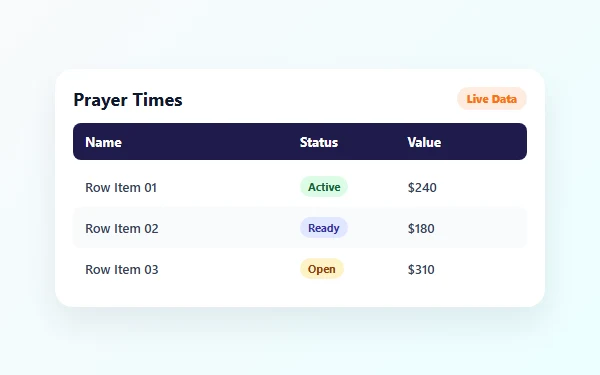 Prayer Times
Live Data
Name Status Value
Row Item 01 Active $240
Row Item 02 Ready $180
Row Item 03 Open $310